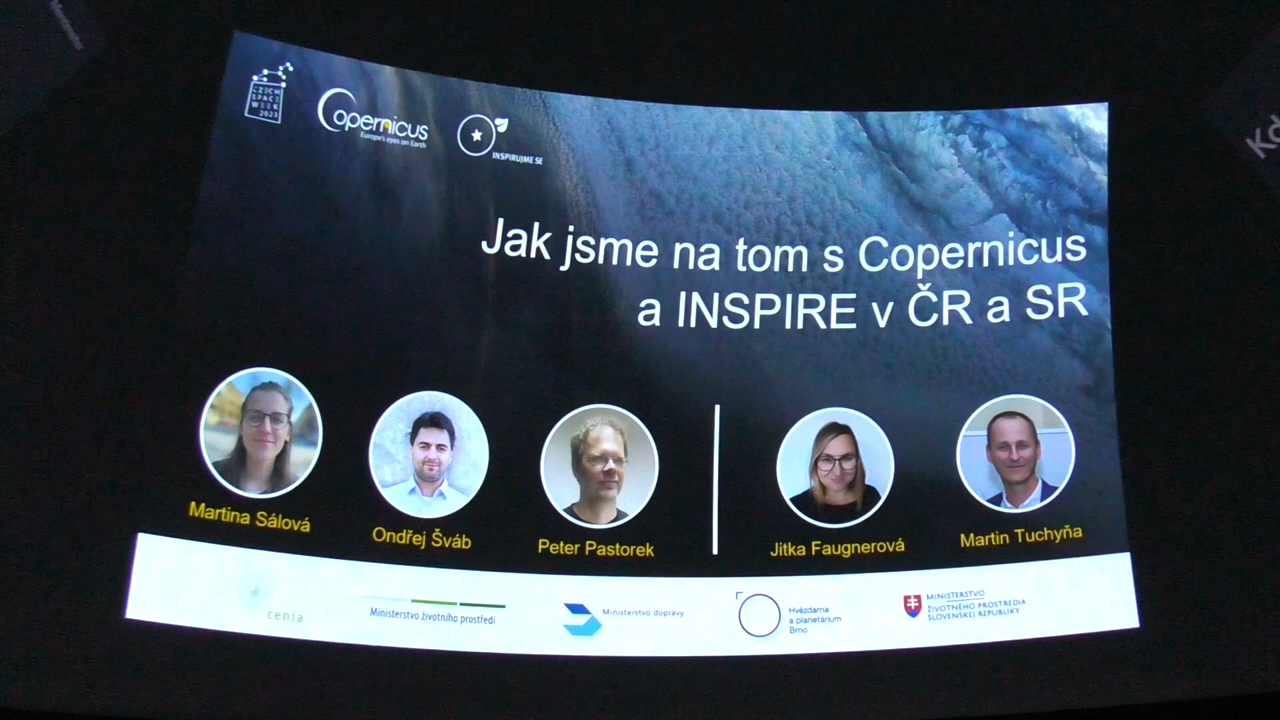 CZECH
SPACE
WEEK
2023
Copernicus
Europe's eyes on Earth
INSPIRUJME SE
Jak jsme na tom s Copernicus
a INSPIRE v ČR a SR
Martina Sálová
Ondřej Šváb
Peter Pastorek
Jitka Faugnerová
Martin Tuchyňa
cenia
Ministerstvo životního prostředí
Ministerstvo dopravy
Hvězdárna
a planetárium
Brno
MINISTERSTVO
ŽIVOTNÉHO PROSTREDIA
SLOVENSKEJ REPUBLIKY
Kd